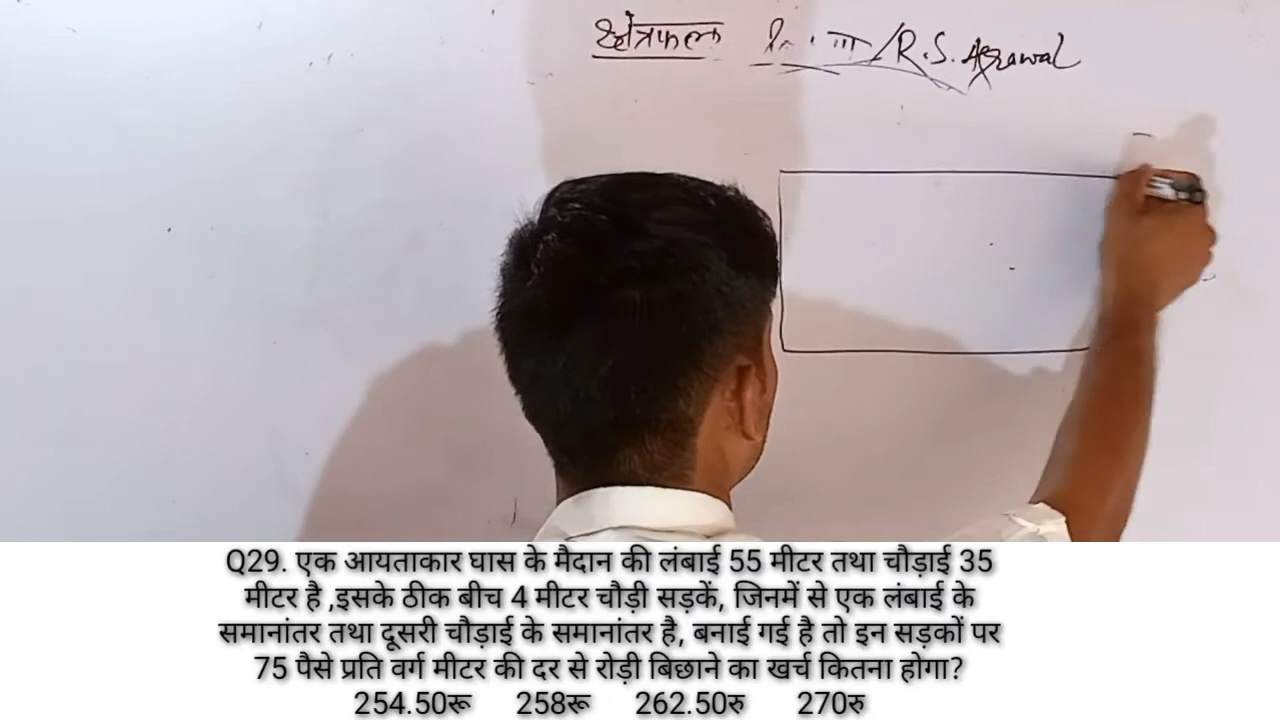 क्षेत्रफल / R.S. Aggrawal
Q29. एक आयताकार घास के मैदान की लंबाई 55 मीटर तथा चौड़ाई 35
मीटर है ,इसके ठीक बीच 4 मीटर चौड़ी सड़कें, जिनमें से एक लंबाई के
समानांतर तथा दूसरी चौड़ाई के समानांतर है, बनाई गई है तो इन सड़कों पर
75 पैसे प्रति वर्ग मीटर की दर से रोड़ी बिछाने का खर्च कितना होगा?
254.50रू 258रू 262.50रु 270रु